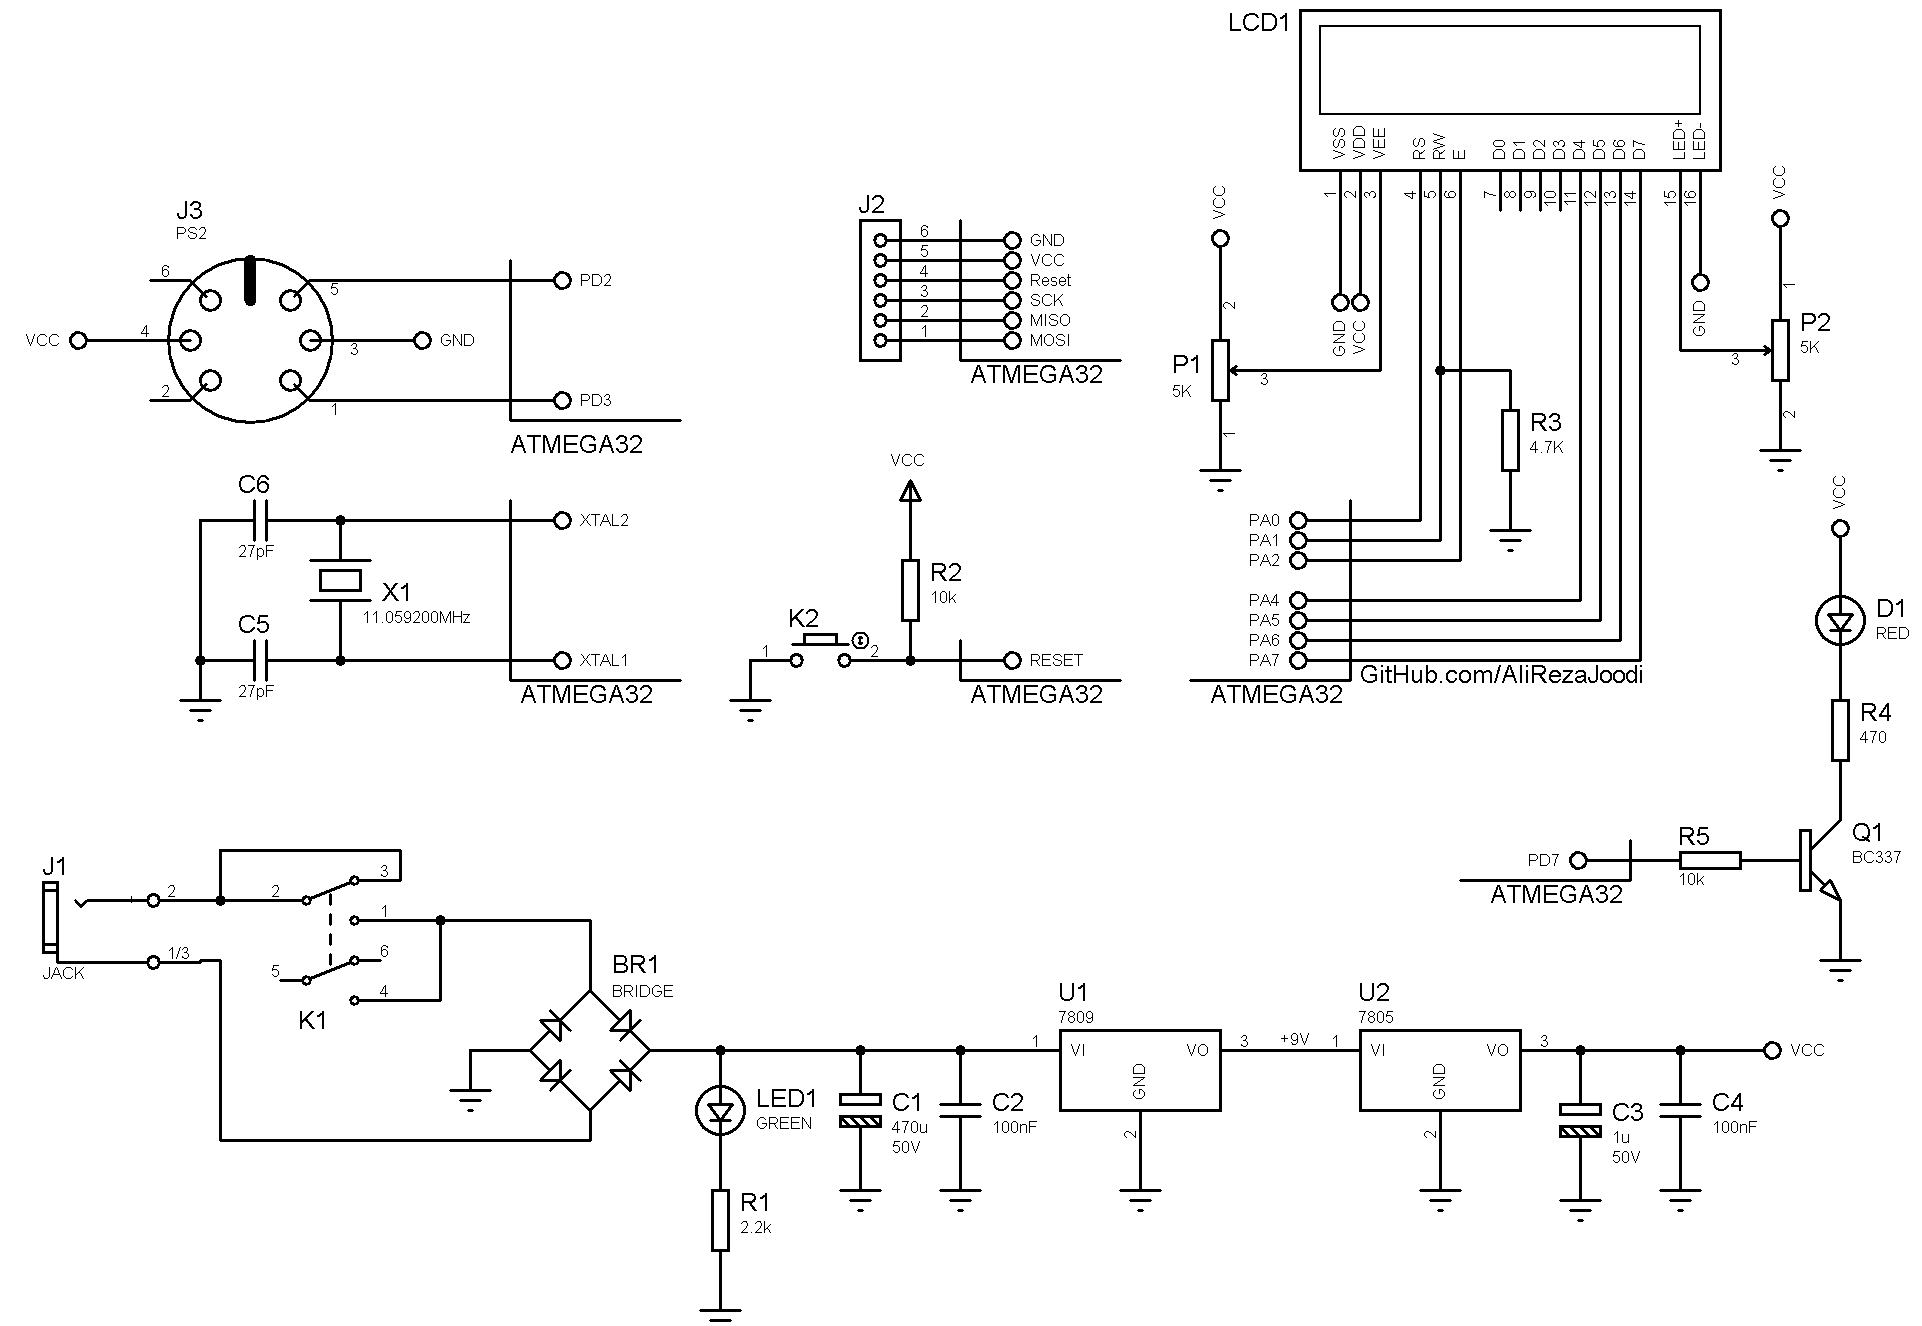 LCD1
VSS
VDD
VEE
RS
RW
E
D0
D1
D2
D3
D4
D5
D6
D7
LED+
LED-
1
2
3
4
5
6
7
8
9
10
11
12
13
14
15
16
GND
VCC
GND
VCC
2
P1
5K
3
1
VCC
1
P2
5K
3
2
R3
4.7K
PA0
PA1
PA2
PA4
PA5
PA6
PA7
ATMEGA32
GitHub.com/AliRezaJoodi
J3
PS2
6
5
PD2
VCC
4
3
GND
2
1
PD3
ATMEGA32
J2
6
GND
5
VCC
4
Reset
3
SCK
2
MISO
1
MOSI
ATMEGA32
C6
27pF
XTAL2
X1
11.059200MHz
C5
27pF
XTAL1
ATMEGA32
VCC
R2
10k
K2
1
2
RESET
ATMEGA32
VCC
D1
RED
R4
470
Q1
BC337
R5
10k
PD7
ATMEGA32
J1
JACK
2
1/3
2
3
1
6
5
4
K1
BR1
BRIDGE
LED1
GREEN
R1
2.2k
C1
470u
50V
C2
100nF
U1
7809
1
VI
VO
3
GND
2
+9V
U2
7805
1
VI
VO
3
GND
2
C3
1u
50V
C4
100nF
VCC